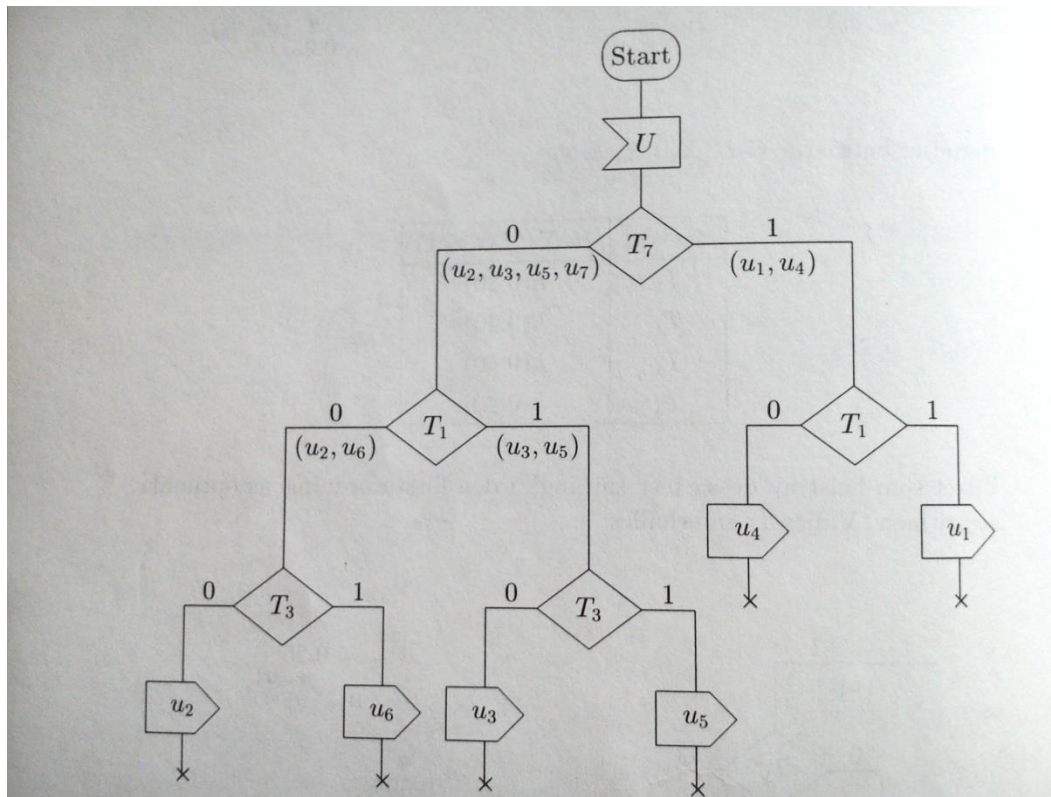 Start
U
0 T₇ 1
(u₂, u₃, u₅, u₇) (u₁, u₄)
0 T₁ 1
(u₂, u₆) (u₃, u₅)
0 T₁ 1
u₄ u₁
0 T₃ 1
0 T₃ 1
u₂ u₆ u₃ u₅